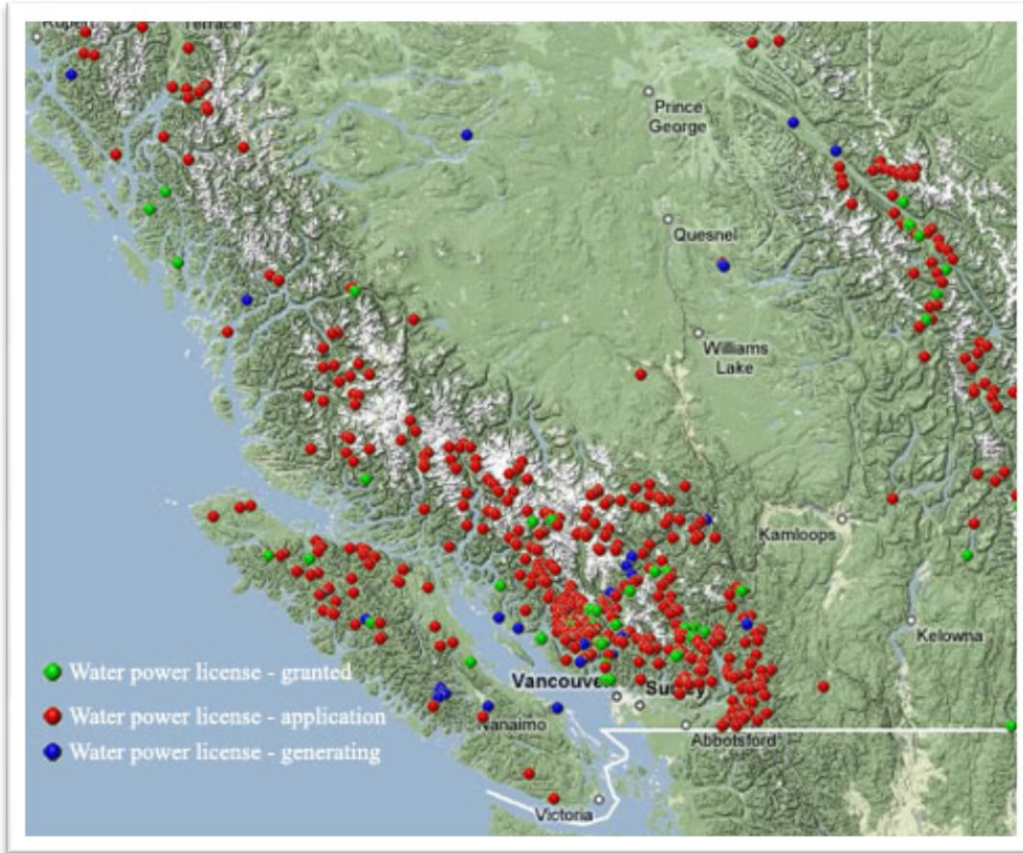 Rupert
Terrace
Prince
George
Quesnel
Williams
Lake
Kamloops
Kelowna
Water power license - granted
Vancouver
Surrey
Water power license - application
Nanaimo
Abbotsford
Water power license - generating
Victoria